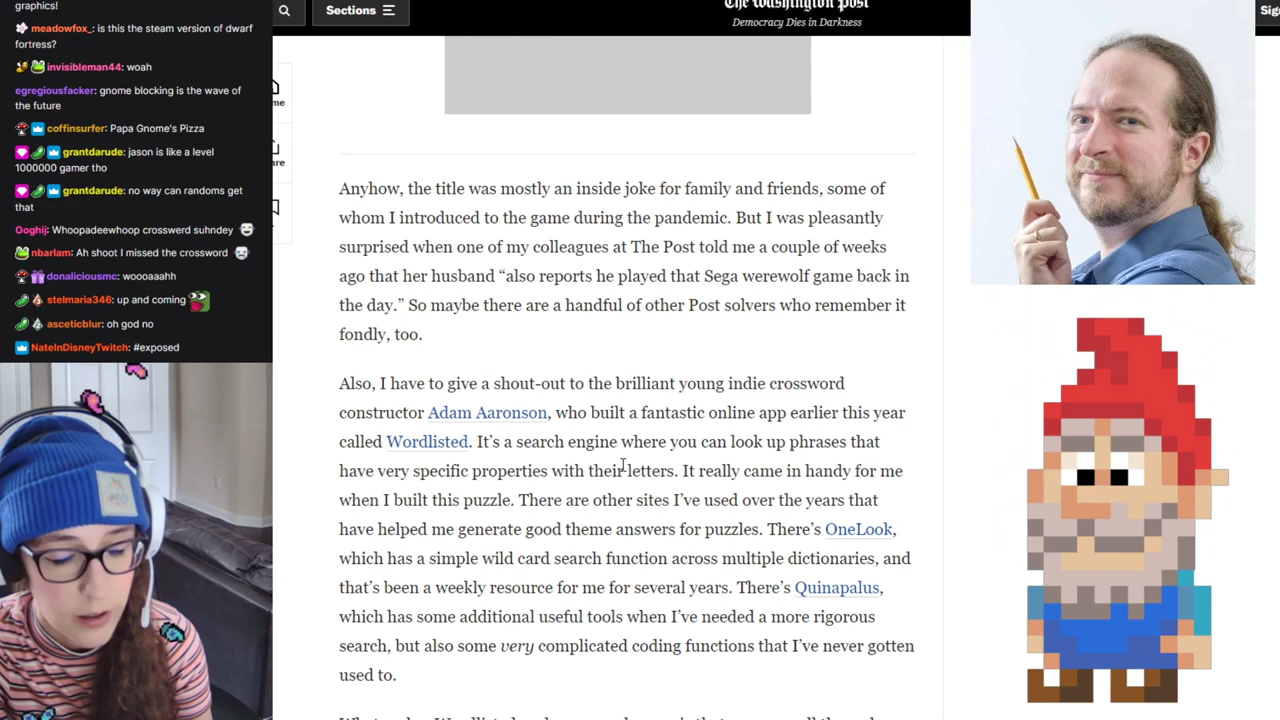 graphics!
meadowfox_: is this the steam version of dwarf
fortress?
invisibleman44: woah
egregiousfacker: gnome blocking is the wave of
the future
coffinsurfer: Papa Gnome's Pizza
grantdarude: jason is like a level
1000000 gamer tho
grantdarude: no way can randoms get
that
Ooghij: Whoopadeewhoop crosswerd suhndey
nbarlam: Ah shoot I missed the crossword
donaliciousmc: woooaaahh
stelmaria346: up and coming
asceticblur: oh god no
NateInDisneyTwitch: #exposed
Sections
The Washington Post
Democracy Dies in Darkness
Sig
me
are
Anyhow, the title was mostly an inside joke for family and friends, some of
whom I introduced to the game during the pandemic. But I was pleasantly
surprised when one of my colleagues at The Post told me a couple of weeks
ago that her husband “also reports he played that Sega werewolf game back in
the day.” So maybe there are a handful of other Post solvers who remember it
fondly, too.
Also, I have to give a shout-out to the brilliant young indie crossword
constructor Adam Aaronson, who built a fantastic online app earlier this year
called Wordlisted. It’s a search engine where you can look up phrases that
have very specific properties with their letters. It really came in handy for me
when I built this puzzle. There are other sites I’ve used over the years that
have helped me generate good theme answers for puzzles. There’s OneLook,
which has a simple wild card search function across multiple dictionaries, and
that’s been a weekly resource for me for several years. There’s Quinapalus,
which has some additional useful tools when I’ve needed a more rigorous
search, but also some very complicated coding functions that I’ve never gotten
used to.